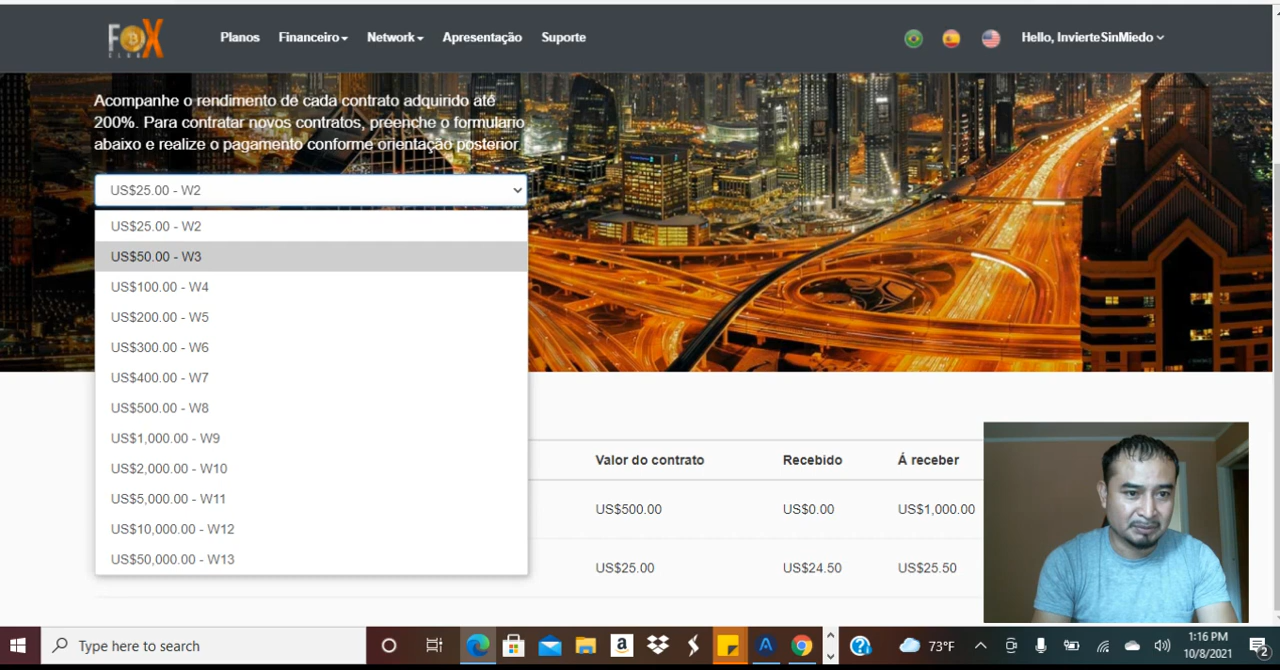 FOX
CLUB
Planos
Financeiro
Network
Apresentação
Suporte
Hello, InvierteSinMiedo
Acompanhe o rendimento de cada contrato adquirido até
200%. Para contratar novos contratos, preenche o formulario
abaixo e realize o pagamento conforme orientação posterior
US$25.00 - W2
US$25.00 - W2
US$50.00 - W3
US$100.00 - W4
US$200.00 - W5
US$300.00 - W6
US$400.00 - W7
US$500.00 - W8
US$1,000.00 - W9
US$2,000.00 - W10
US$5,000.00 - W11
US$10,000.00 - W12
US$50,000.00 - W13
Valor do contrato Recebido Á receber
US$500.00 US$0.00 US$1,000.00
US$25.00 US$24.50 US$25.50
Type here to search
73°F
1:16 PM
10/8/2021
2